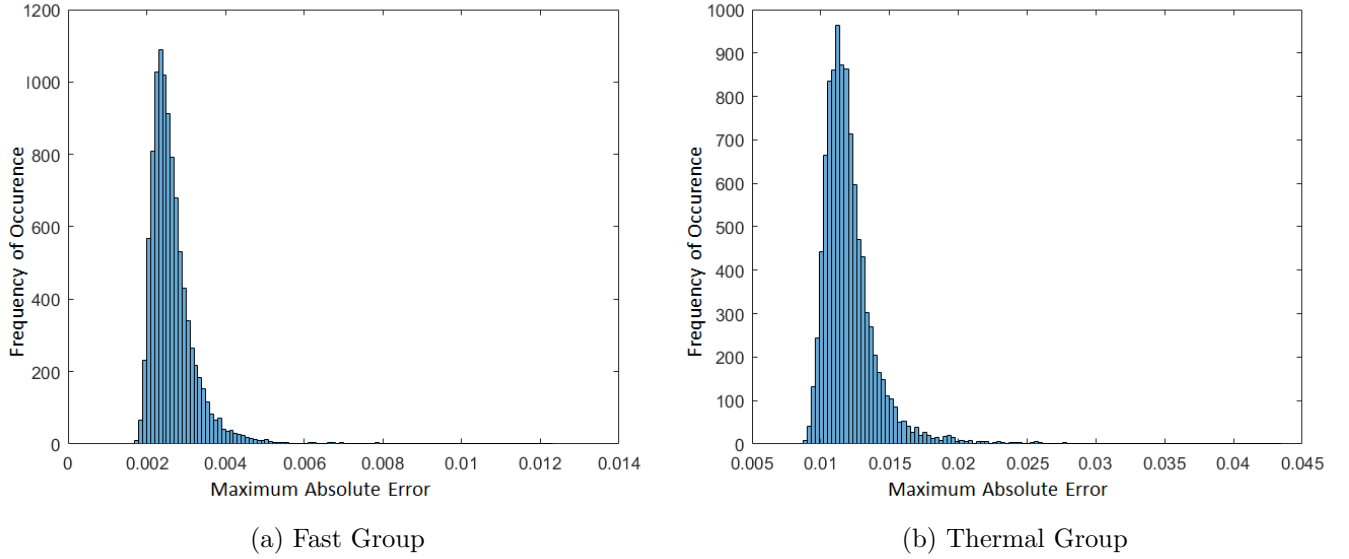 1200
1000
800
600
400
200
0
Frequency of Occurence
0 0.002 0.004 0.006 0.008 0.01 0.012 0.014
Maximum Absolute Error
(a) Fast Group
1000
900
800
700
600
500
400
300
200
100
0
Frequency of Occurence
0.005 0.01 0.015 0.02 0.025 0.03 0.035 0.04 0.045
Maximum Absolute Error
(b) Thermal Group